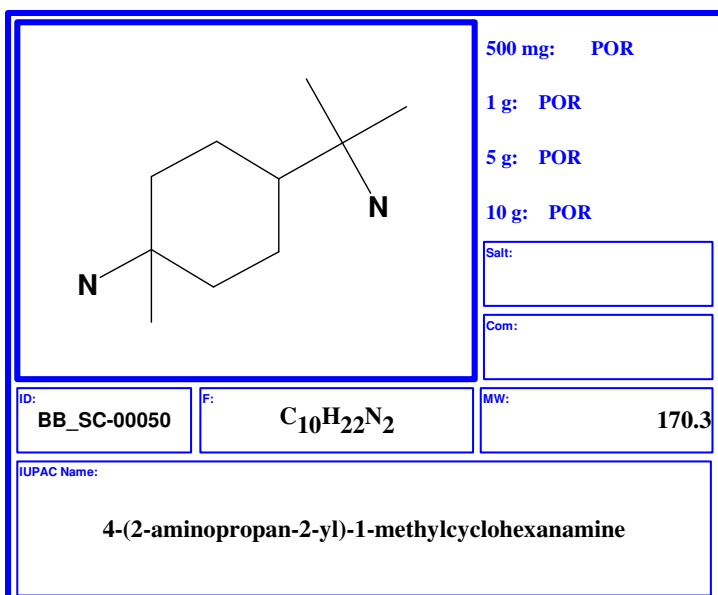 500 mg: POR
1 g: POR
5 g: POR
10 g: POR
N
N
Salt:
Com:
ID:
BB_SC-00050
F:
C10H22N2
MW:
170.3
IUPAC Name:
4-(2-aminopropan-2-yl)-1-methylcyclohexanamine